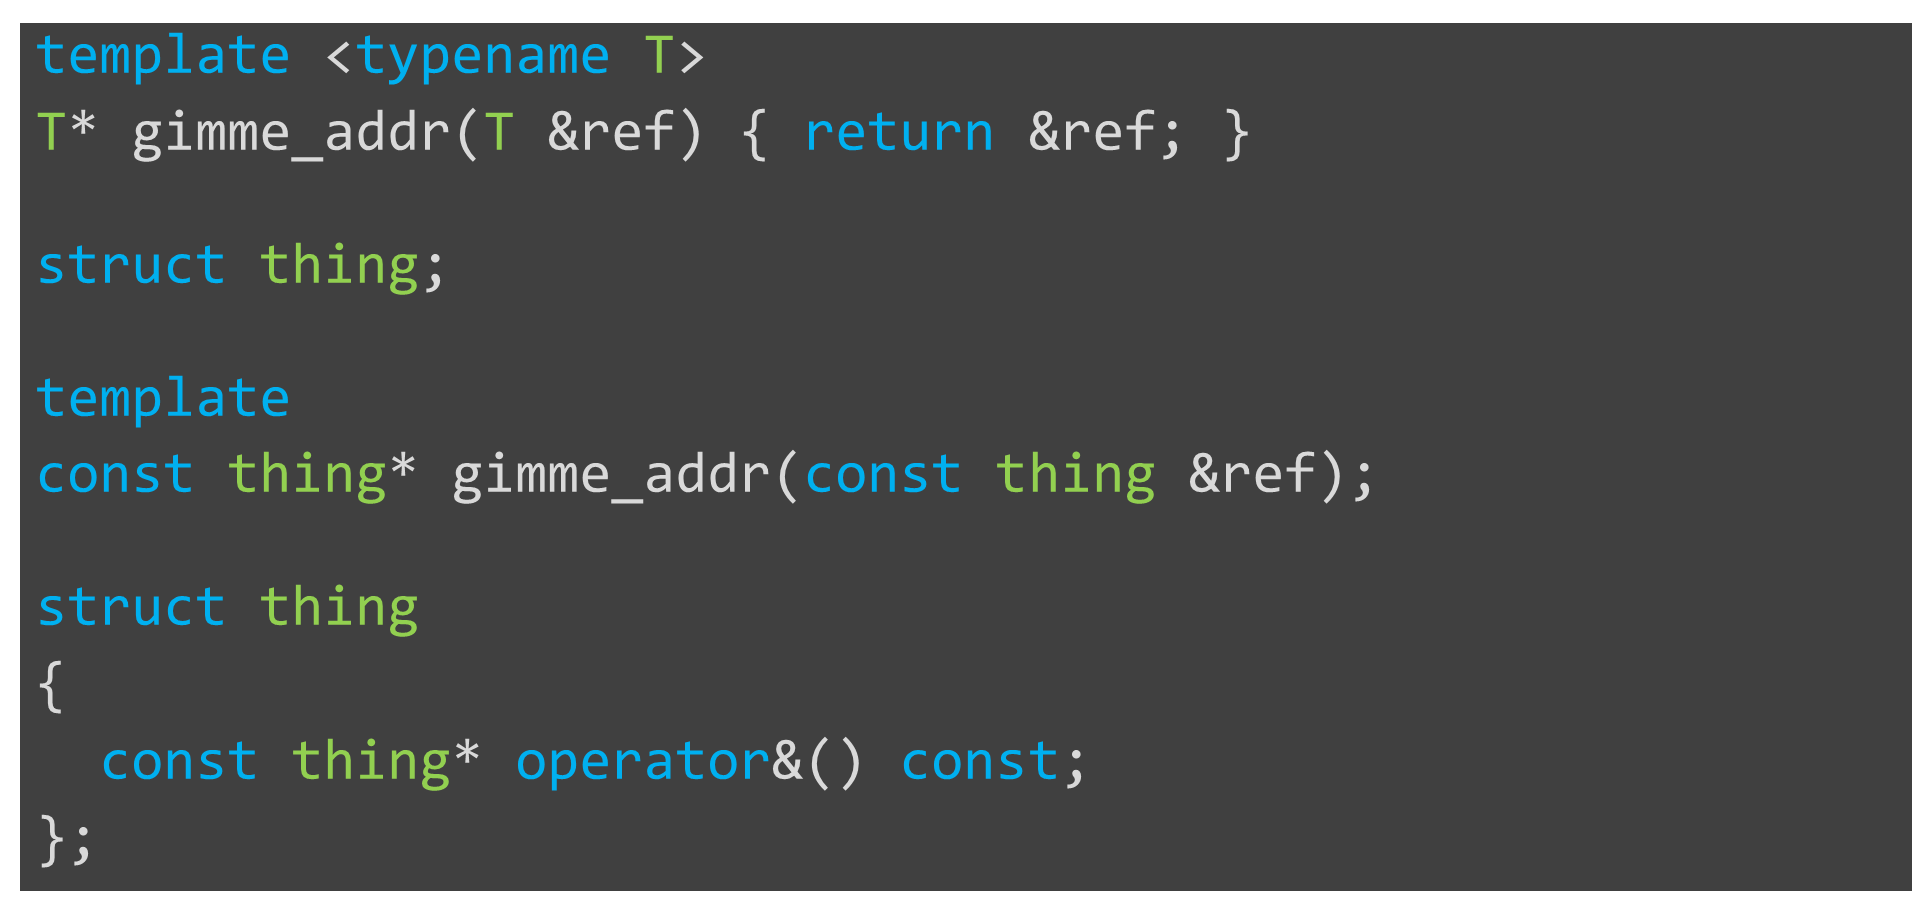 template <typename T>
T* gimme_addr(T &ref) { return &ref; }
struct thing;
template
const thing* gimme_addr(const thing &ref);
struct thing
{
  const thing* operator&() const;
};